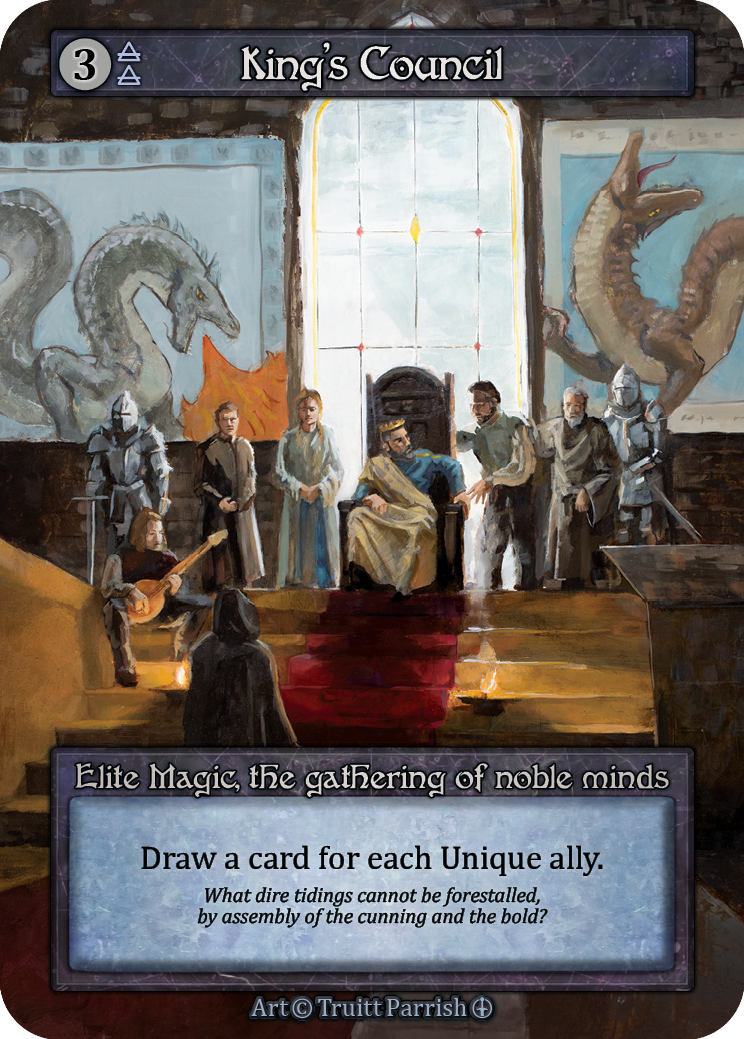 3
King's Council
Elite Magic, the gathering of noble minds
Draw a card for each Unique ally.
What dire tidings cannot be forestalled,
by assembly of the cunning and the bold?
Art © Truitt Parrish